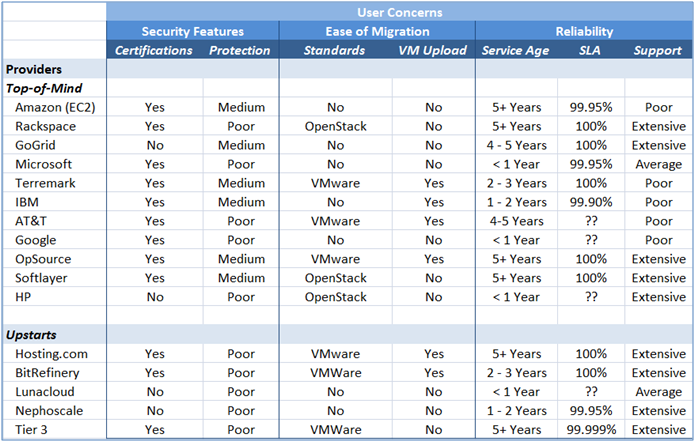 User Concerns
Security Features Ease of Migration Reliability
Certifications Protection Standards VM Upload Service Age SLA Support
Providers
Top-of-Mind
Amazon (EC2) Yes Medium No No 5+ Years 99.95% Poor
Rackspace Yes Poor OpenStack No 5+ Years 100% Extensive
GoGrid No Medium No No 4 - 5 Years 100% Extensive
Microsoft Yes Medium No No < 1 Year 99.95% Average
Terremark Yes Medium VMware Yes 2 - 3 Years 100% Poor
IBM Yes Medium No No 1 - 2 Years 99.90% Poor
AT&T Yes Poor VMware Yes 4-5 Years ?? Poor
Google Yes Poor No No < 1 Year ?? Poor
OpSource Yes Medium VMware Yes 5+ Years 100% Extensive
Softlayer Yes Medium OpenStack No 5+ Years 100% Extensive
HP No Poor OpenStack No < 1 Year ?? Extensive
Upstarts
Hosting.com Yes Poor VMware Yes 5+ Years 100% Extensive
BitRefinery Yes Poor VMWare Yes 2 - 3 Years 100% Extensive
Lunacloud No Poor No No < 1 Year ?? Average
Nephoscale No Poor No No 1 - 2 Years 99.95% Extensive
Tier 3 Yes Poor VMWare No 5+ Years 99.999% Extensive